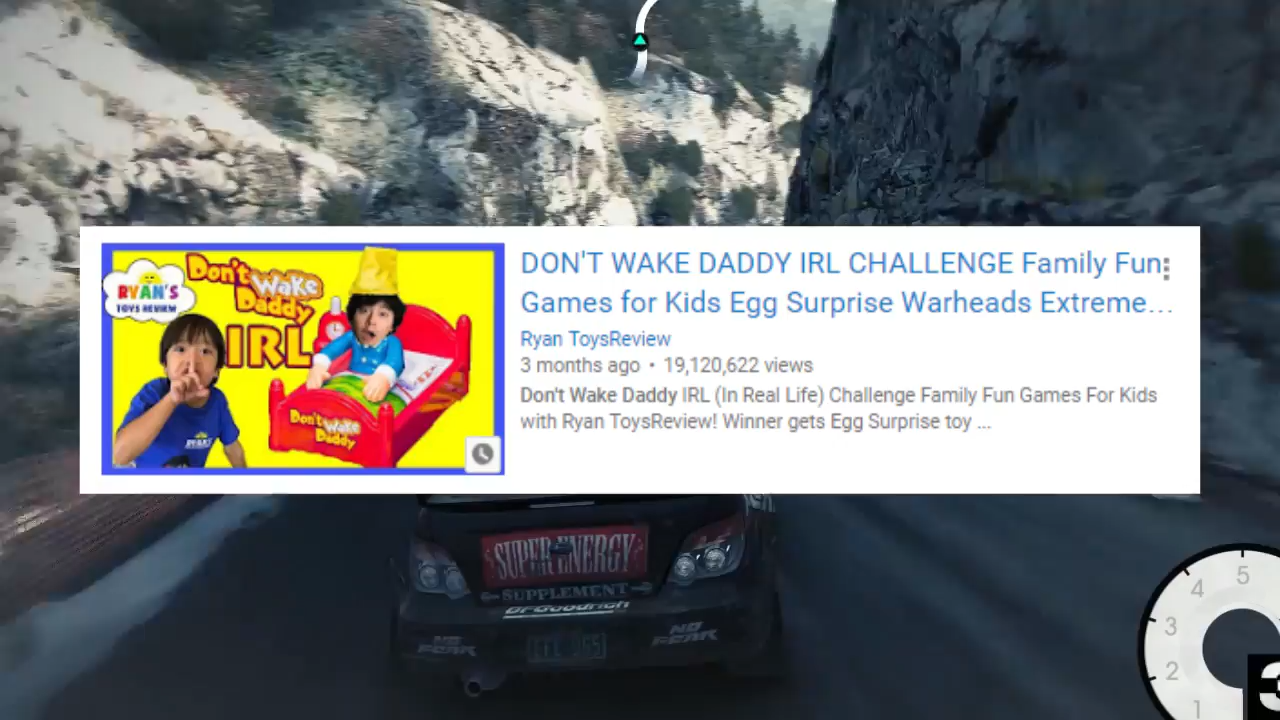 DON'T WAKE DADDY IRL CHALLENGE Family Fun
Games for Kids Egg Surprise Warheads Extreme...
Ryan ToysReview
3 months ago • 19,120,622 views
Don't Wake Daddy IRL (In Real Life) Challenge Family Fun Games For Kids
with Ryan ToysReview! Winner gets Egg Surprise toy ...
RYAN'S
TOYS REVIEW
Don't Wake
Daddy
IRL
Don't Wake
Daddy
SUPER ENERGY
SUPPLEMENT
BFGoodrich
NO
FEAR
NO
FEAR
5
4
3
2
1
3